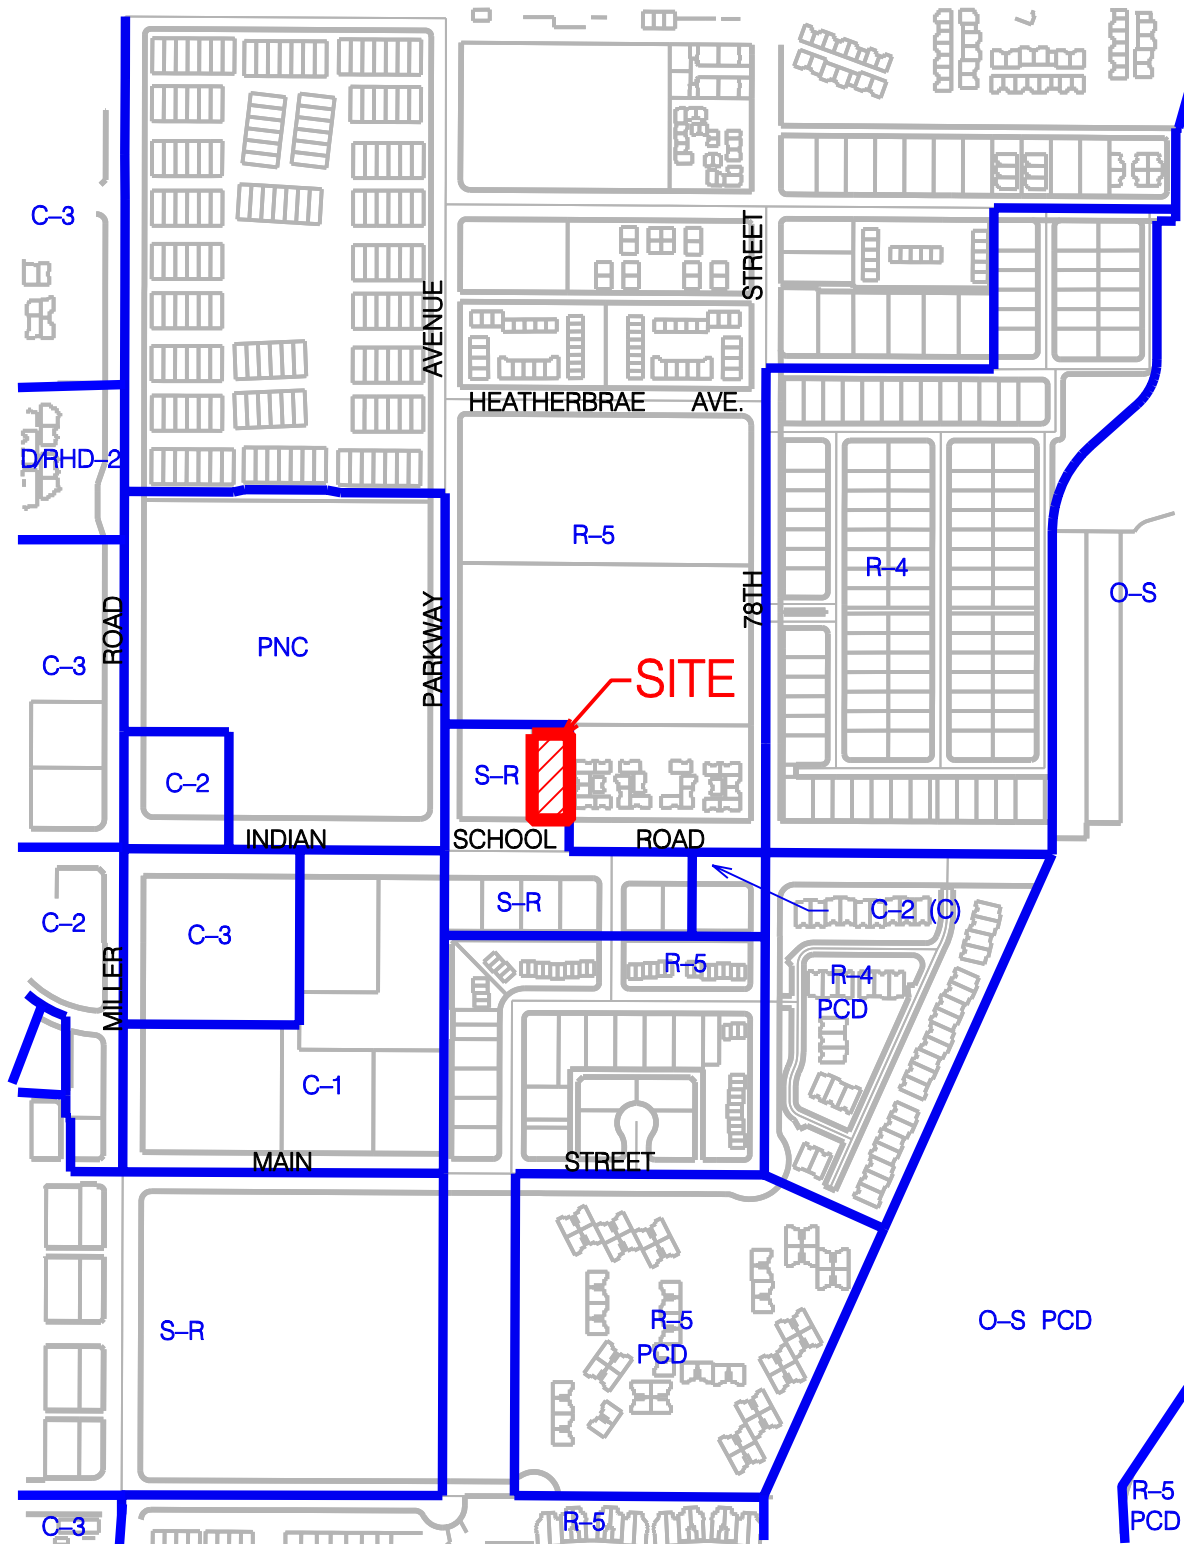 C–3
STREET
AVENUE
HEATHERBRAE AVE.
D/RHD–2
R–5
R–4
78TH
O–S
ROAD
PARKWAY
PNC
C–3
SITE
C–2
S–R
INDIAN SCHOOL ROAD
C–2
C–3
S–R
C–2 (C)
MILLER
R–5
R–4
PCD
C–1
MAIN STREET
S–R
R–5
PCD
O–S PCD
C–3
R–5
R–5
PCD